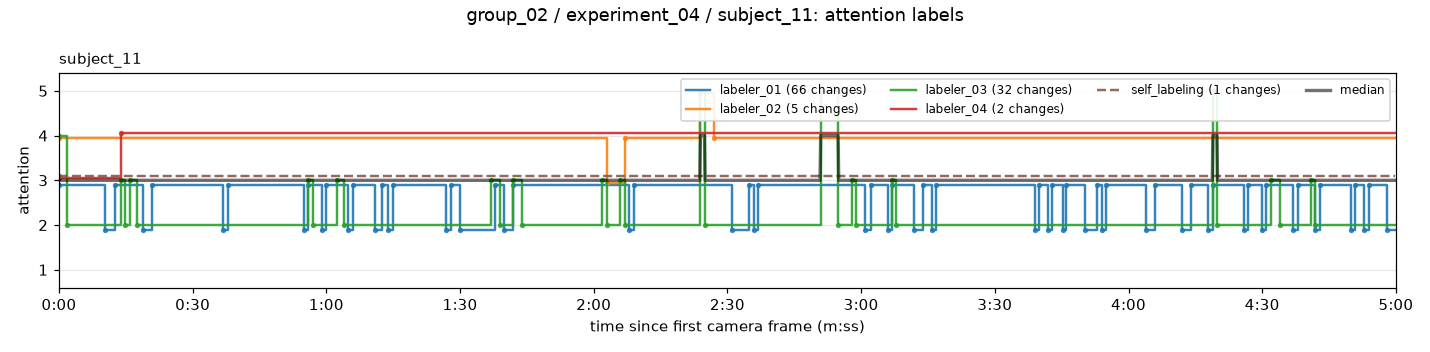 group_02 / experiment_04 / subject_11: attention labels
subject_11
labeler_01 (66 changes)
labeler_02 (5 changes)
labeler_03 (32 changes)
labeler_04 (2 changes)
self_labeling (1 changes)
median
attention
5
4
3
2
1
0:00 0:30 1:00 1:30 2:00 2:30 3:00 3:30 4:00 4:30 5:00
time since first camera frame (m:ss)